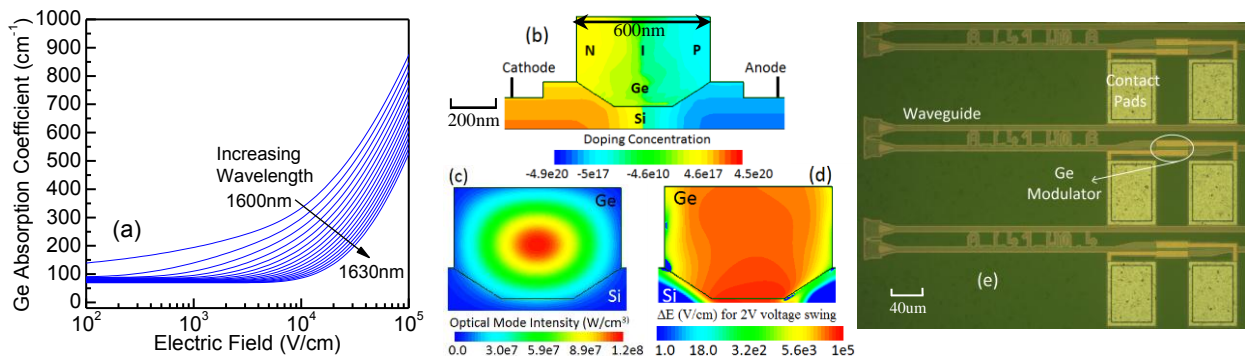 1000
900
800
700
600
500
400
300
200
100
0
10²
10³
10⁴
10⁵
Ge Absorption Coefficient (cm⁻¹)
Electric Field (V/cm)
Increasing
Wavelength
1600nm
1630nm
(a)
(b)
600nm
N I P
Cathode
Anode
Ge
Si
200nm
Doping Concentration
-4.9e20 -5e17 -4.6e10 4.6e17 4.5e20
(c)
Ge
Si
Optical Mode Intensity (W/cm³)
0.0 3.0e7 5.9e7 8.9e7 1.2e8
(d)
Ge
Si
ΔE (V/cm) for 2V voltage swing
1.0 18.0 3.2e2 5.6e3 1e5
Contact
Pads
Waveguide
Ge
Modulator
(e)
40um